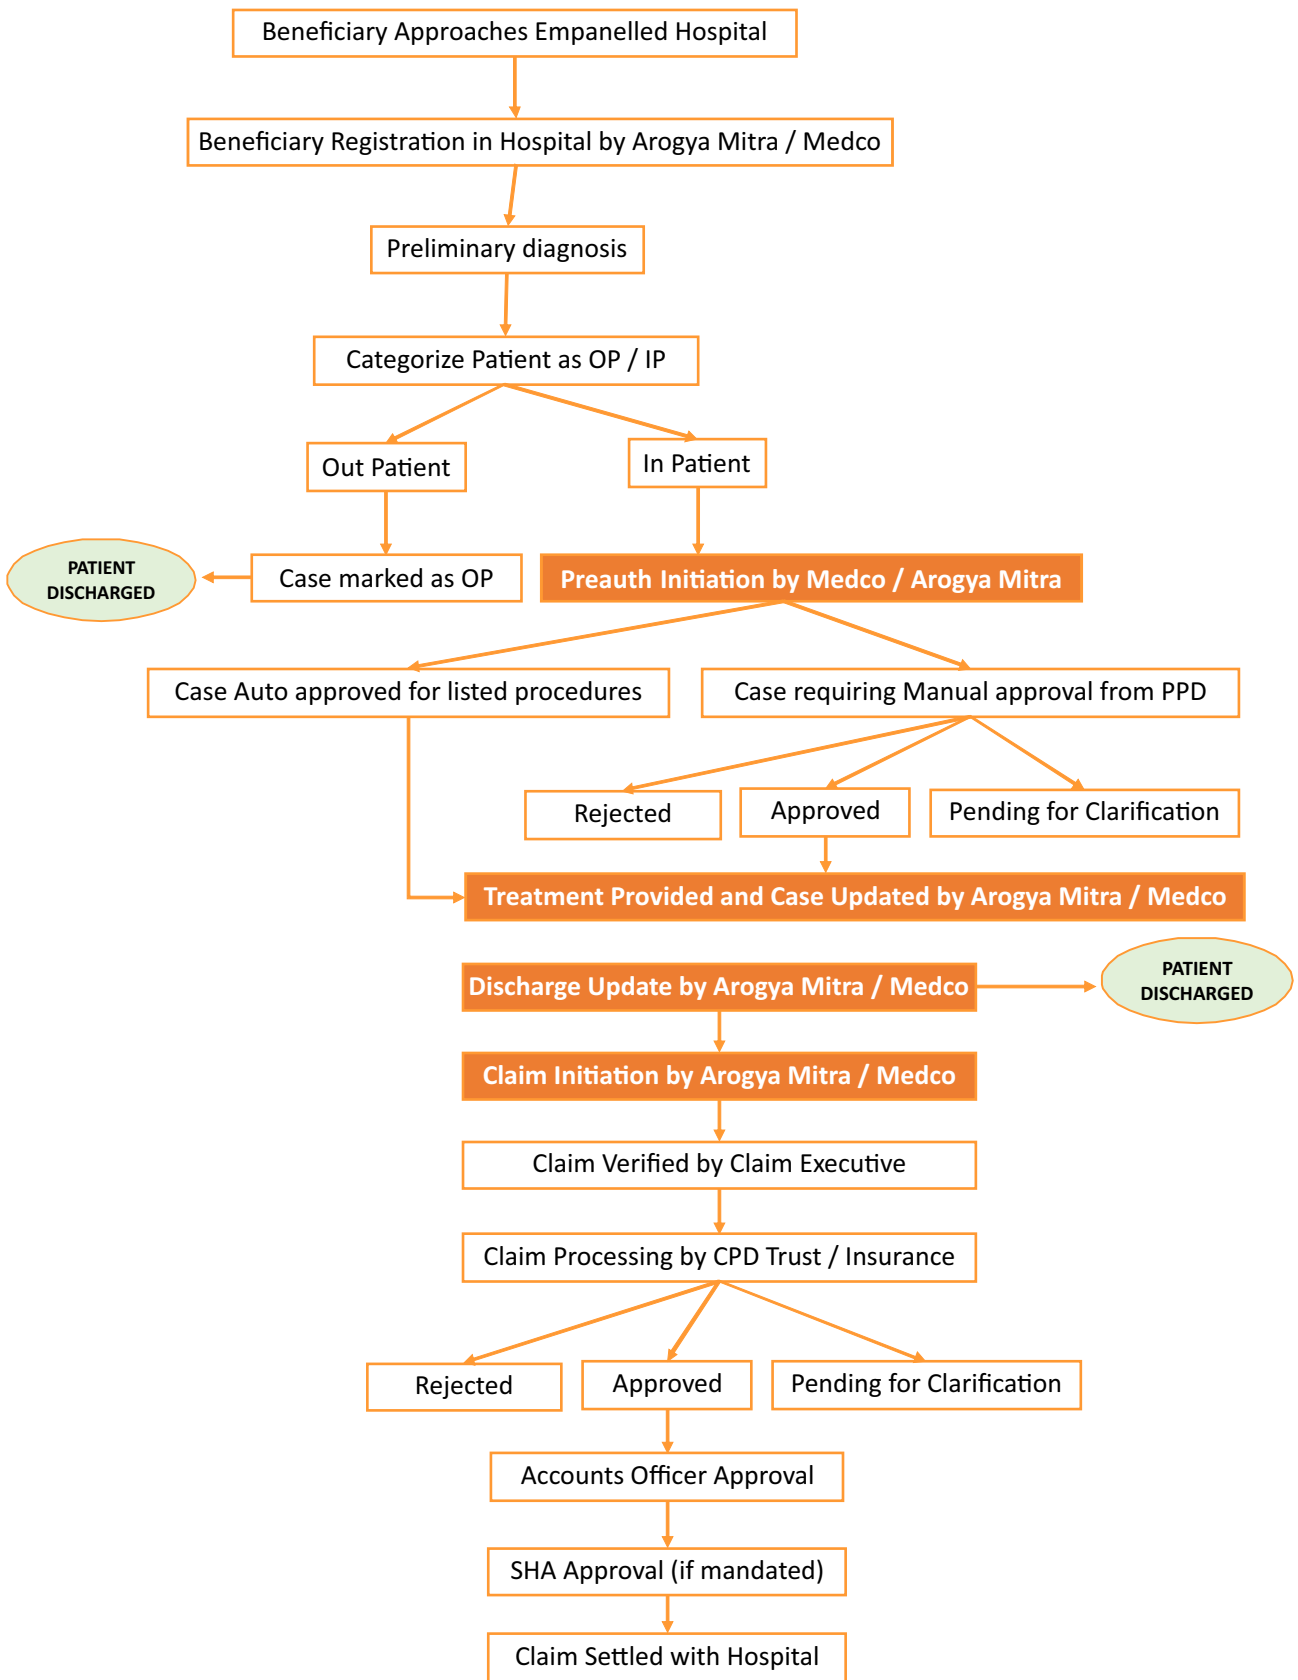 Beneficiary Approaches Empanelled Hospital
Beneficiary Registration in Hospital by Arogya Mitra / Medco
Preliminary diagnosis
Categorize Patient as OP / IP
Out Patient
In Patient
PATIENT
DISCHARGED
Case marked as OP
Preauth Initiation by Medco / Arogya Mitra
Case Auto approved for listed procedures
Case requiring Manual approval from PPD
Rejected
Approved
Pending for Clarification
Treatment Provided and Case Updated by Arogya Mitra / Medco
Discharge Update by Arogya Mitra / Medco
PATIENT
DISCHARGED
Claim Initiation by Arogya Mitra / Medco
Claim Verified by Claim Executive
Claim Processing by CPD Trust / Insurance
Rejected
Approved
Pending for Clarification
Accounts Officer Approval
SHA Approval (if mandated)
Claim Settled with Hospital